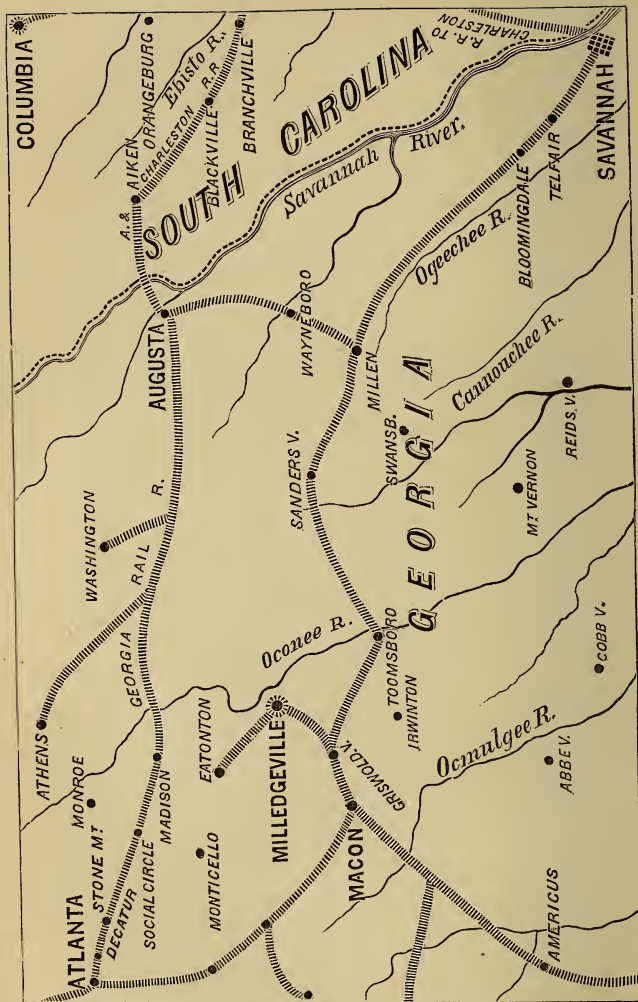 COLUMBIA
ORANGEBURG
Ebisto R.
AIKEN
A. &
CHARLESTON R.R
BLACKVILLE
BRANCHVILLE
R.R. TO
CHARLESTON
SOUTH CAROLINA
Savannah River.
SAVANNAH
TELFAIR
BLOOMINGDALE
Ogeechee R.
AUGUSTA
WAYNEBORO
MILLEN
Cannouchee R.
SWANSB.
REIDS V.
MT VERNON
SANDERS V.
GEORGIA
WASHINGTON
GEORGIA RAIL R.
ATHENS
Oconee R.
TOOMSBORO
IRWINTON
COBB V.
EATONTON
MILLEDGEVILLE
GRISWOLD.V.
Ocmulgee R.
ABBE V.
MONROE
MADISON
SOCIAL CIRCLE
STONE MT
DECATUR
ATLANTA
MONTICELLO
MACON
AMERICUS